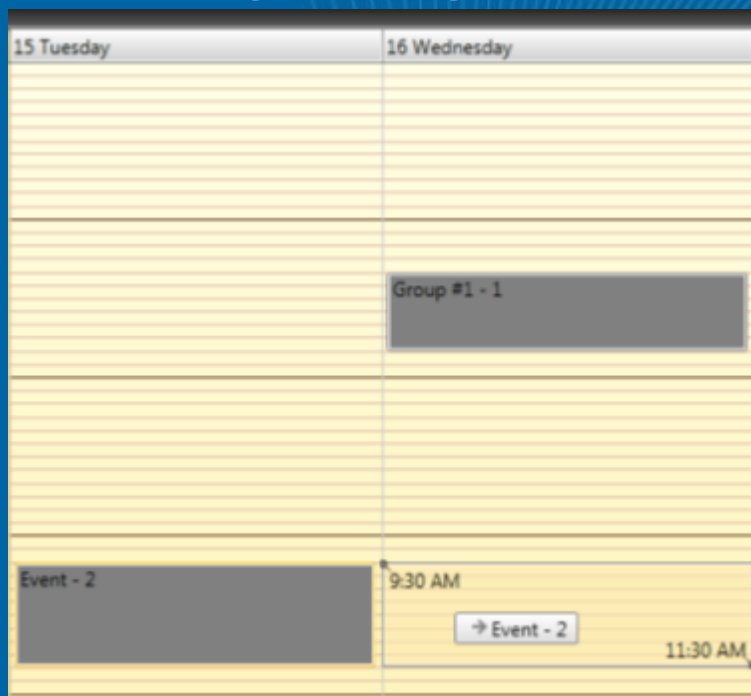 15 Tuesday
16 Wednesday
Group #1 - 1
Event - 2
9:30 AM
Event - 2
11:30 AM